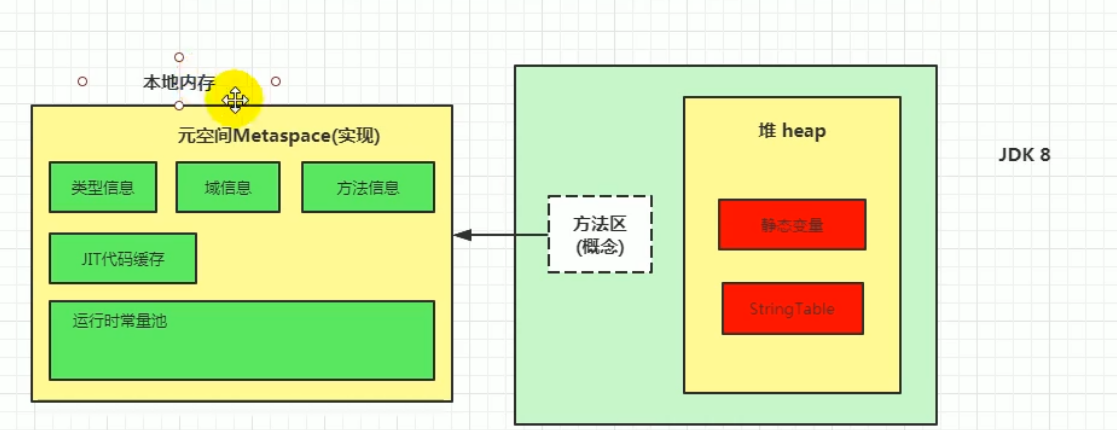 本地内存
元空间Metaspace(实现)
类型信息
域信息
方法信息
JIT代码缓存
运行时常量池
方法区
(概念)
堆 heap
静态变量
StringTable
JDK 8